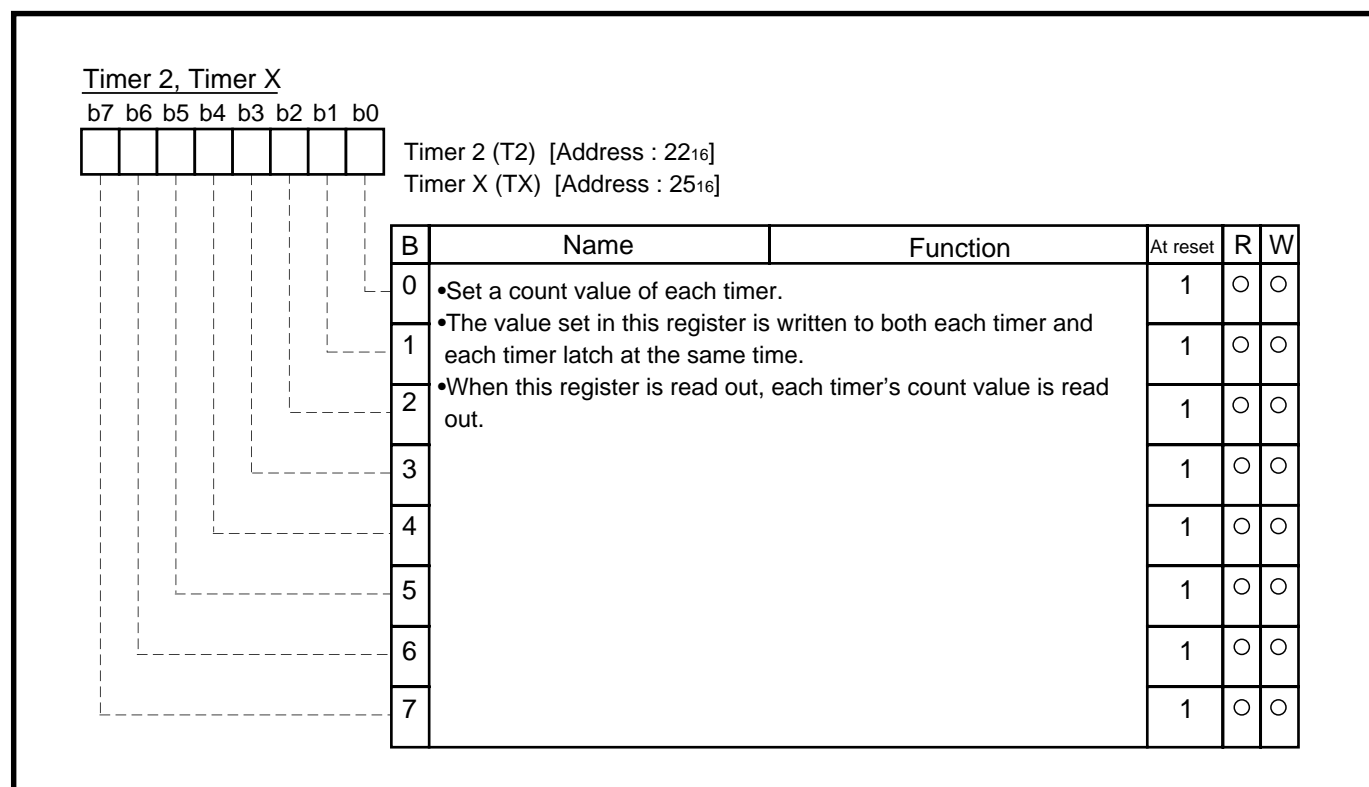 Timer 2, Timer X
b7 b6 b5 b4 b3 b2 b1 b0
Timer 2 (T2) [Address : 22₁₆]
Timer X (TX) [Address : 25₁₆]
B Name Function At reset R W
0 •Set a count value of each timer. 1 ○ ○
•The value set in this register is written to both each timer and
1 each timer latch at the same time. 1 ○ ○
•When this register is read out, each timer’s count value is read
2 out. 1 ○ ○
3 1 ○ ○
4 1 ○ ○
5 1 ○ ○
6 1 ○ ○
7 1 ○ ○